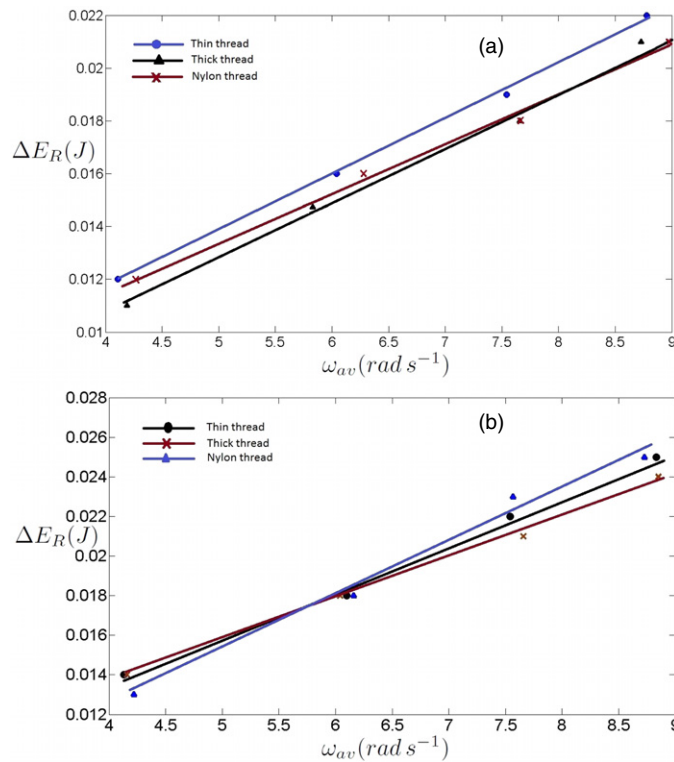 0.022
(a)
Thin thread
Thick thread
Nylon thread
0.02
0.018
ΔE_R(J)
0.016
0.014
0.012
0.01
4 4.5 5 5.5 6 6.5 7 7.5 8 8.5 9
ω_av(rad s⁻¹)
0.028
(b)
0.026
Thin thread
Thick thread
Nylon thread
0.024
0.022
ΔE_R(J)
0.02
0.018
0.016
0.014
0.012
4 4.5 5 5.5 6 6.5 7 7.5 8 8.5 9
ω_av(rad s⁻¹)